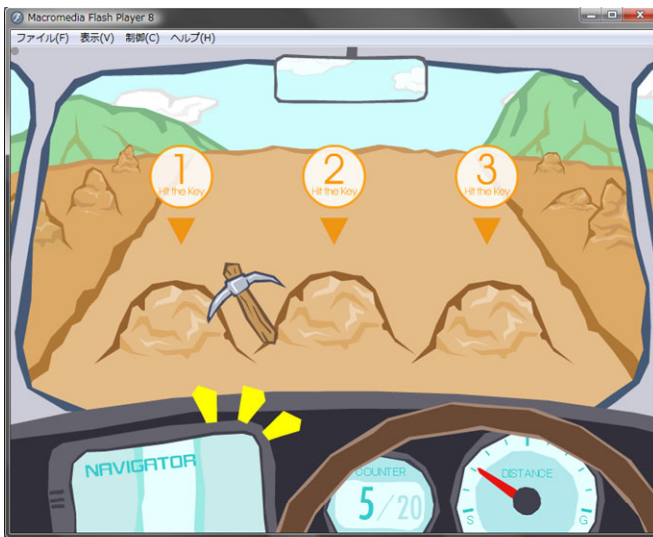 Macromedia Flash Player 8
ファイル(F) 表示(V) 制御(C) ヘルプ(H)
1 2 3
Hit the Key Hit the Key Hit the Key
NAVIGATOR
COUNTER
5/20
DISTANCE
S G